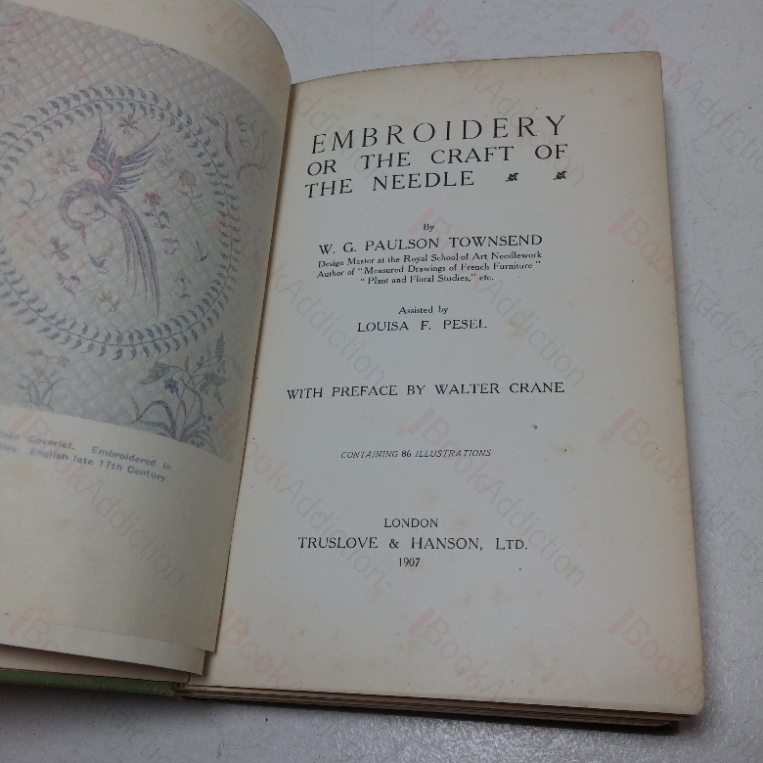 Coverlet. Embroidered in
English late 17th Century
EMBROIDERY
OR THE CRAFT OF
THE NEEDLE
By
W. G. PAULSON TOWNSEND
Design Master at the Royal School of Art Needlework
Author of "Measured Drawings of French Furniture"
"Plant and Floral Studies," etc.
Assisted by
LOUISA F. PESEL
WITH PREFACE BY WALTER CRANE
CONTAINING 86 ILLUSTRATIONS
LONDON
TRUSLOVE & HANSON, LTD.
1907
BookAddiction